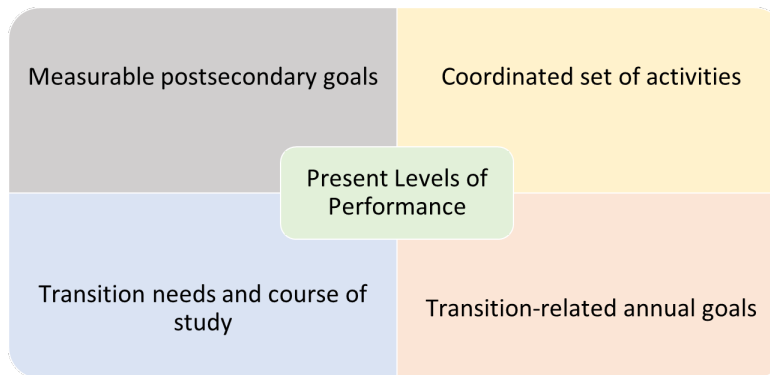 Measurable postsecondary goals
Coordinated set of activities
Present Levels of
Performance
Transition needs and course of
study
Transition-related annual goals